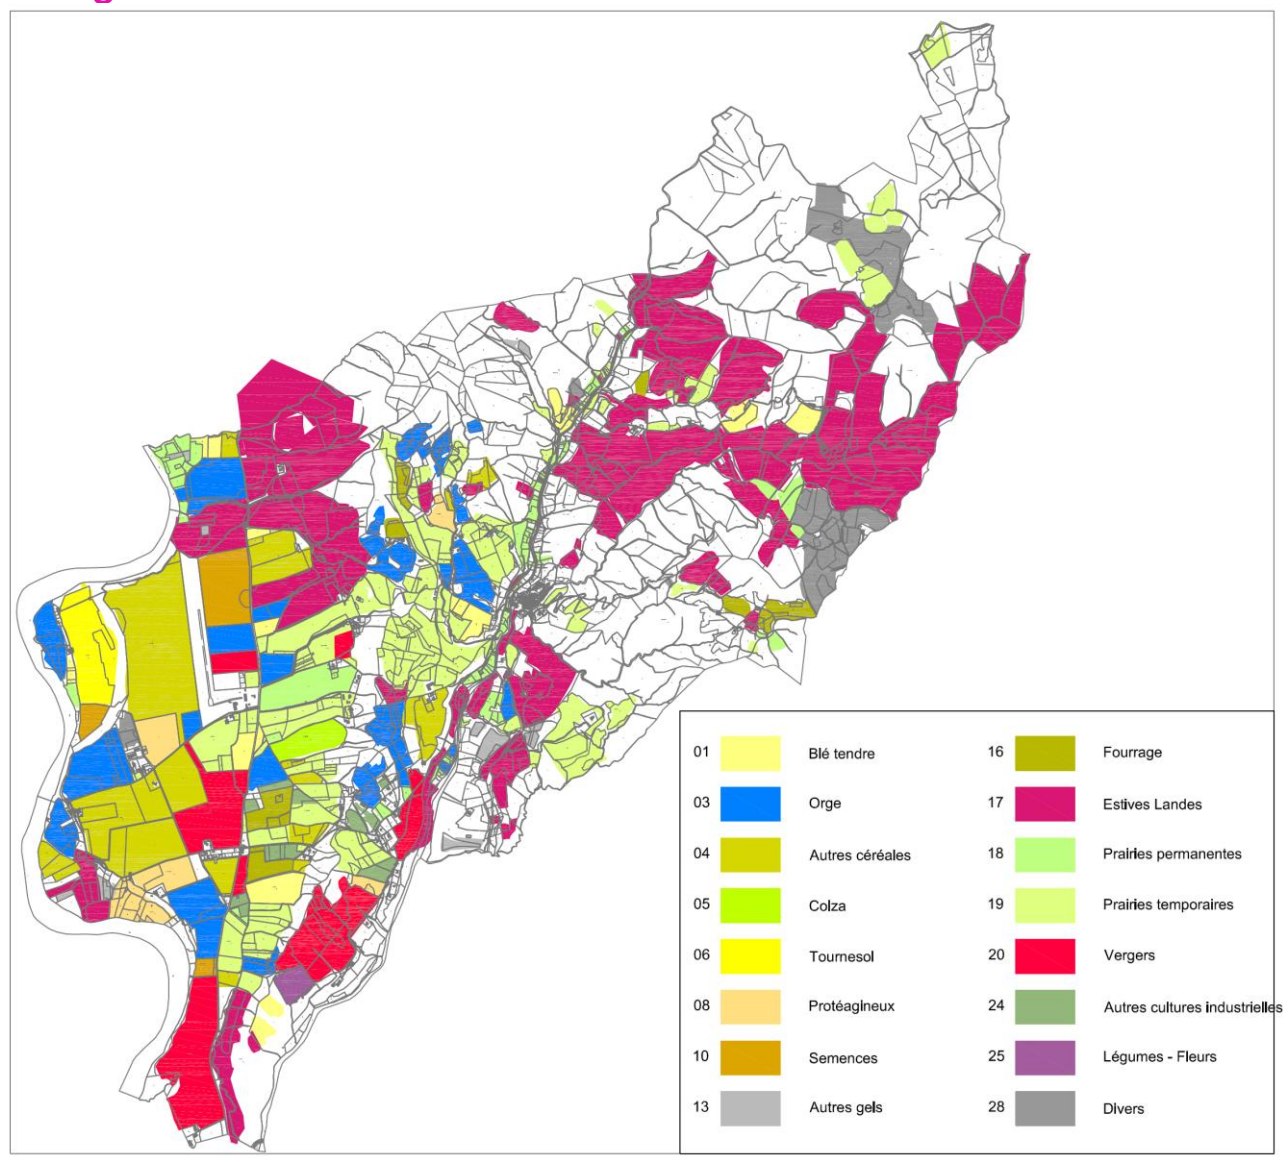 01 Blé tendre
03 Orge
04 Autres céréales
05 Colza
06 Tournesol
08 Protéagineux
10 Semences
13 Autres gels
16 Fourrage
17 Estives Landes
18 Prairies permanentes
19 Prairies temporaires
20 Vergers
24 Autres cultures industrielles
25 Légumes - Fleurs
28 Divers